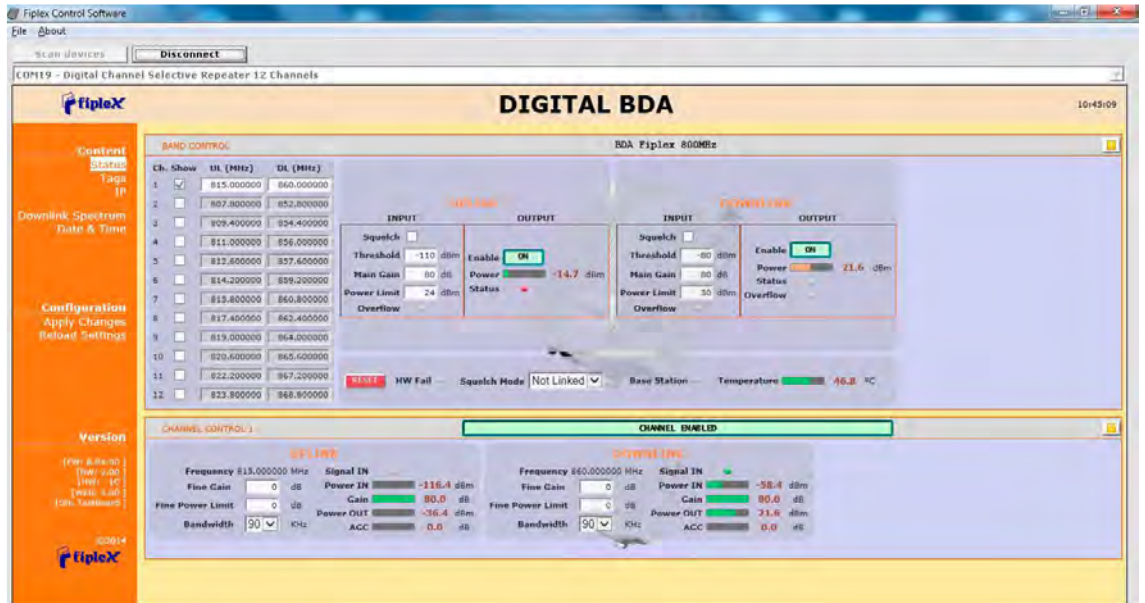 Fiplex Control Software
File About
Scan devices Disconnect
COM19 - Digital Channel Selective Repeater 12 Channels
fipleX DIGITAL BDA 10:45:09
Content
Status
Tags
IP
Downlink Spectrum
Date & Time
Configuration
Apply Changes
Reload Settings
Version
©2014
fipleX
BAND CONTROL BDA Fiplex 800MHz
Ch. Show UL (MHz) DL (MHz)
1 815.000000 860.000000
2 807.800000 852.800000
3 809.400000 854.400000
4 811.000000 856.000000
5 812.600000 857.600000
6 814.200000 859.200000
7 815.800000 860.800000
8 817.400000 862.400000
9 819.000000 864.000000
10 820.600000 865.600000
11 822.200000 867.200000
12 823.800000 868.800000
UPLINK
INPUT OUTPUT
Squelch
Threshold -110 dBm Enable ON
Main Gain 80 dB Power -14.7 dBm
Power Limit 24 dBm Status
Overflow
DOWNLINK
INPUT OUTPUT
Squelch
Threshold -80 dBm Enable ON
Main Gain 80 dB Power 21.6 dBm
Status
Power Limit 30 dBm Overflow
Overflow
RESET HW Fail Squelch Mode Not Linked Base Station Temperature 46.8 ºC
CHANNEL CONTROL 1 CHANNEL ENABLED
UPLINK
Frequency 815.000000 MHz Signal IN
Fine Gain 0 dB Power IN -116.4 dBm
Gain 80.0 dB
Fine Power Limit 0 dB Power OUT -36.4 dBm
Bandwidth 90 KHz AGC 0.0 dB
DOWNLINK
Frequency 860.000000 MHz Signal IN
Fine Gain 0 dB Power IN -58.4 dBm
Gain 80.0 dB
Fine Power Limit 0 dB Power OUT 21.6 dBm
Bandwidth 90 KHz AGC 0.0 dB